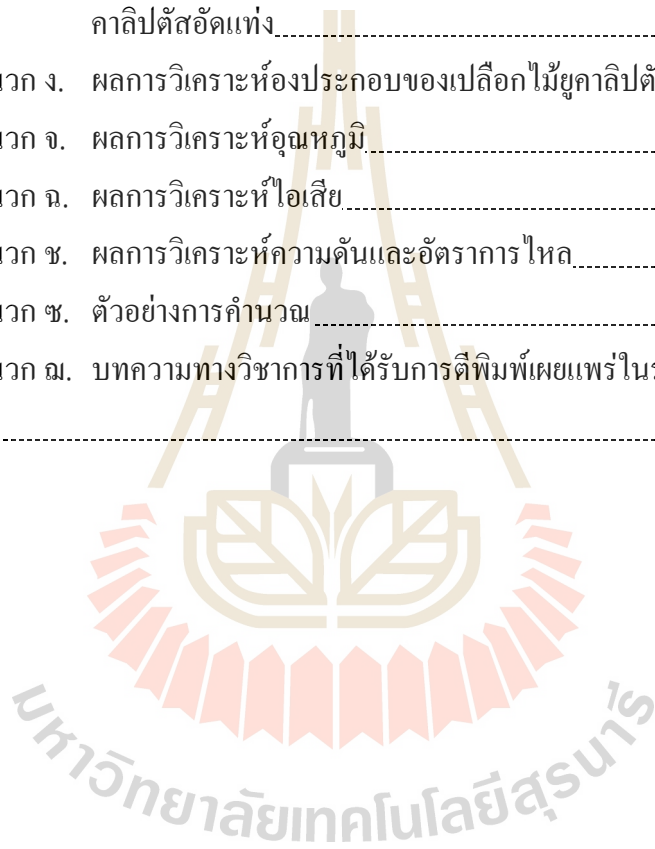 คาลิปตัสอัดแท่ง
นวก ง. ผลการวิเคราะห์องประกอบของเปลือกไม้ยูคาลิปตั
นวก จ. ผลการวิเคราะห์อุณหภูมิ
นวก ฉ. ผลการวิเคราะห์ไอเสีย
นวก ช. ผลการวิเคราะห์ความดันและอัตราการไหล
นวก ซ. ตัวอย่างการคำนวณ
นวก ฌ. บทความทางวิชาการที่ได้รับการตีพิมพ์เผยแพร่ในร
มหาวิทยาลัยเทคโนโลยีสุรนารี